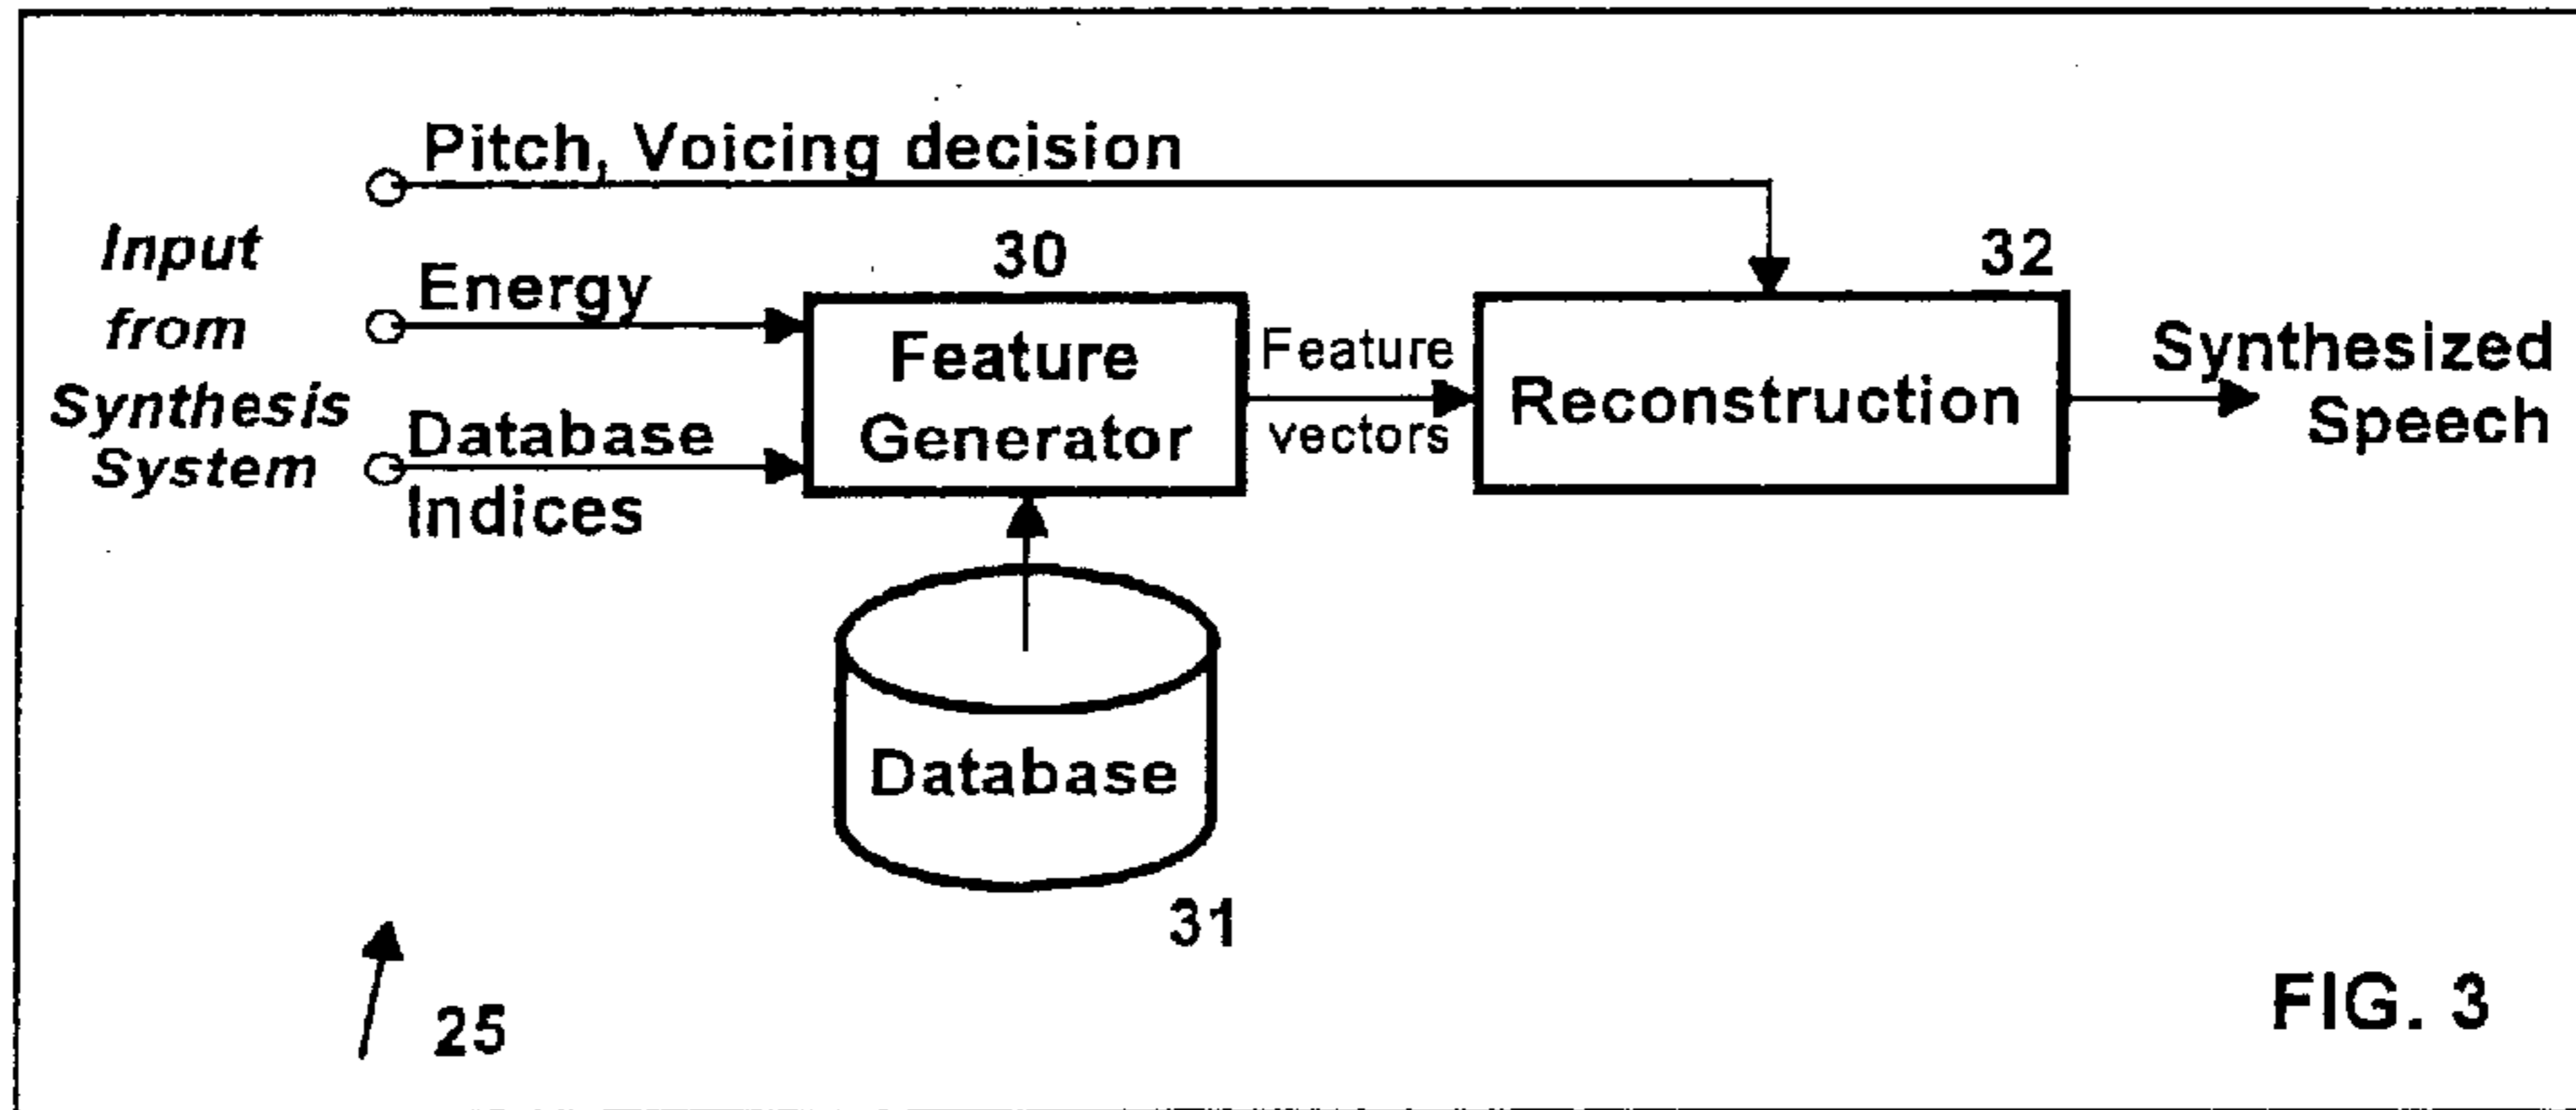 Pitch, Voicing decision
Input
from
Synthesis
System
Energy
Database
Indices
30
Feature
Generator
Feature
vectors
32
Reconstruction
Synthesized
Speech
Database
31
25
FIG. 3